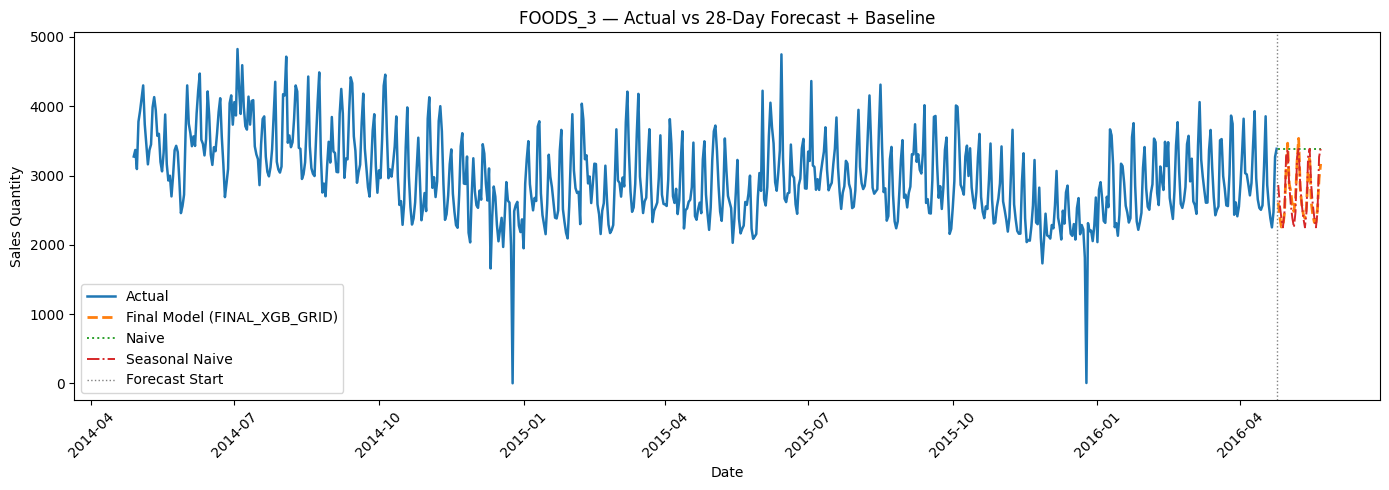 FOODS_3 — Actual vs 28-Day Forecast + Baseline
Sales Quantity
5000
4000
3000
2000
1000
0
Actual
Final Model (FINAL_XGB_GRID)
Naive
Seasonal Naive
Forecast Start
2014-04
2014-07
2014-10
2015-01
2015-04
2015-07
2015-10
2016-01
2016-04
Date